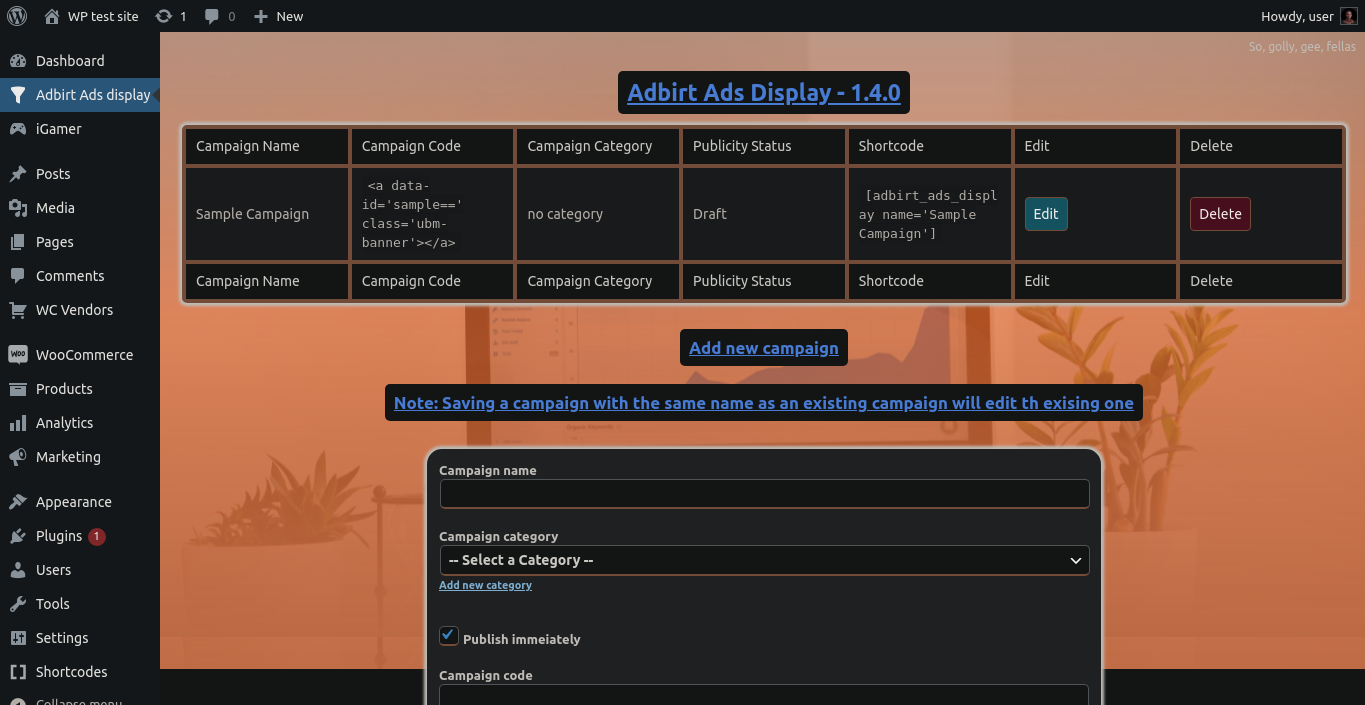 WP test site 1 0 New Howdy, user
So, golly, gee, fellas
Dashboard
Adbirt Ads display
iGamer
Posts
Media
Pages
Comments
WC Vendors
WooCommerce
Products
Analytics
Marketing
Appearance
Plugins 1
Users
Tools
Settings
Shortcodes
Collapse menu
Adbirt Ads Display - 1.4.0
Campaign Name Campaign Code Campaign Category Publicity Status Shortcode Edit Delete
Sample Campaign
<a data-
id='sample=='
class='ubm-
banner'></a>
no category
Draft
[adbirt_ads_displ
ay name='Sample
Campaign']
Edit
Delete
Campaign Name Campaign Code Campaign Category Publicity Status Shortcode Edit Delete
Add new campaign
Note: Saving a campaign with the same name as an existing campaign will edit th exising one
Campaign name
Campaign category
-- Select a Category --
Add new category
Publish immeiately
Campaign code